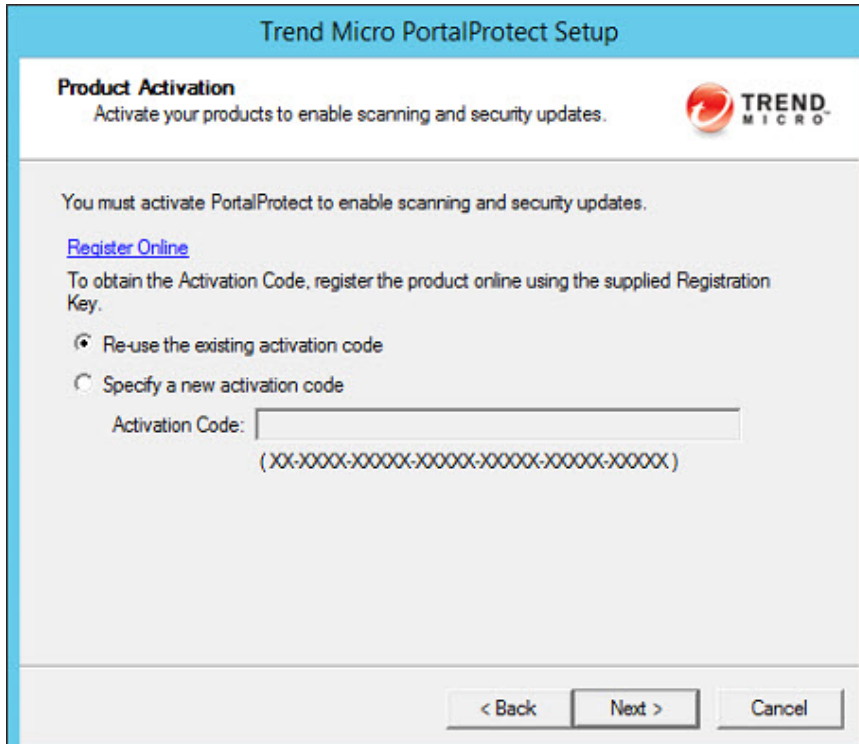 Trend Micro PortalProtect Setup
Product Activation
Activate your products to enable scanning and security updates.
TREND
MICRO
You must activate PortalProtect to enable scanning and security updates.
Register Online
To obtain the Activation Code, register the product online using the supplied Registration
Key.
Re-use the existing activation code
Specify a new activation code
Activation Code:
(XX-XXXX-XXXXX-XXXXX-XXXXX-XXXXX-XXXXX)
< Back
Next >
Cancel